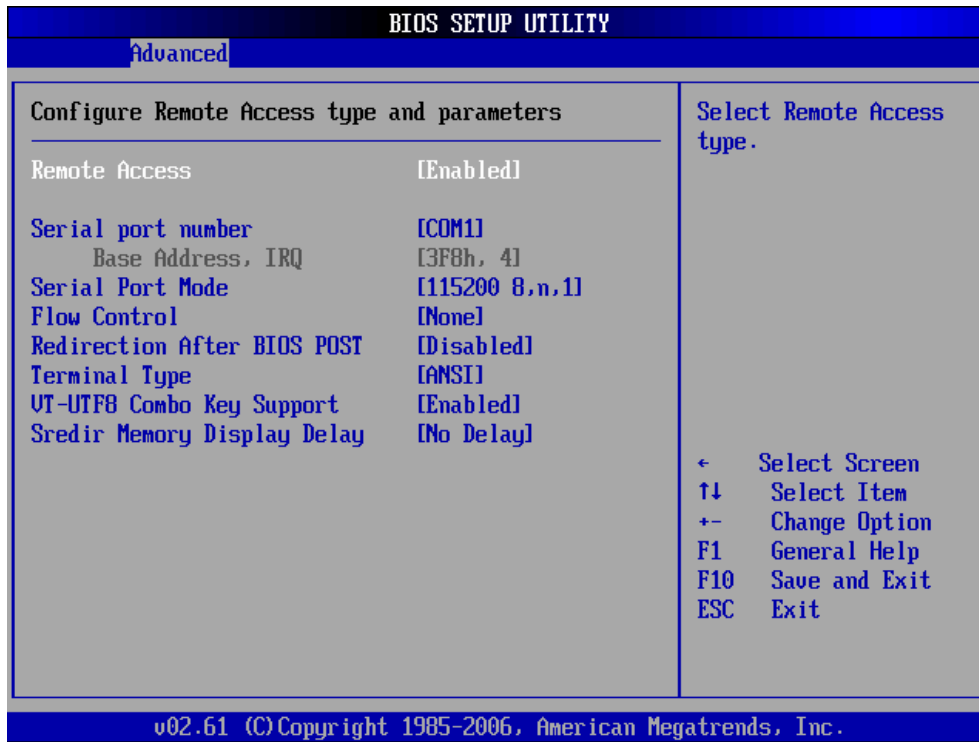 BIOS SETUP UTILITY
Advanced
Configure Remote Access type and parameters
Remote Access [Enabled]
Serial port number [COM1]
Base Address, IRQ [3F8h, 4]
Serial Port Mode [115200 8,n,1]
Flow Control [None]
Redirection After BIOS POST [Disabled]
Terminal Type [ANSI]
VT-UTF8 Combo Key Support [Enabled]
Sredir Memory Display Delay [No Delay]
Select Remote Access
type.
← Select Screen
↑↓ Select Item
+- Change Option
F1 General Help
F10 Save and Exit
ESC Exit
v02.61 (C)Copyright 1985-2006, American Megatrends, Inc.